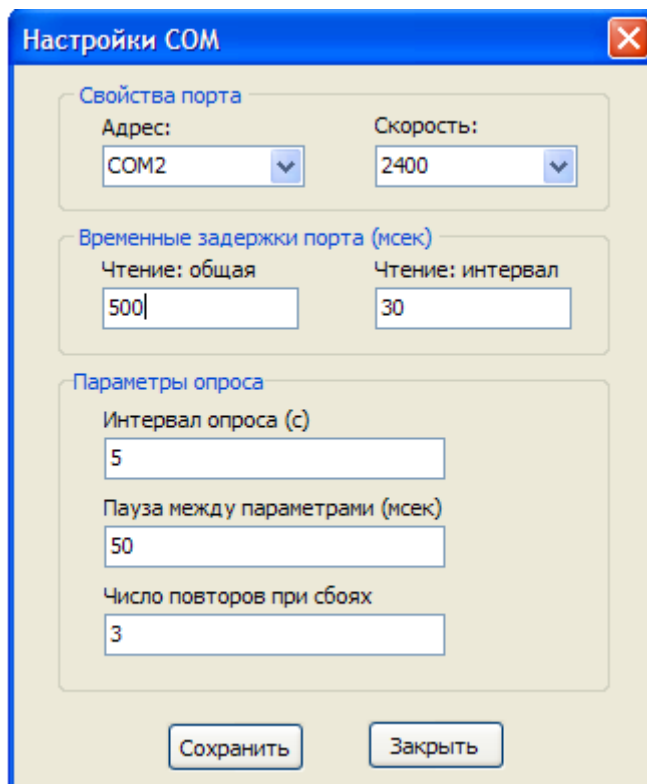 Настройки COM
Свойства порта
Адрес: Скорость:
COM2 2400
Временные задержки порта (мсек)
Чтение: общая Чтение: интервал
500 30
Параметры опроса
Интервал опроса (с)
5
Пауза между параметрами (мсек)
50
Число повторов при сбоях
3
Сохранить Закрыть